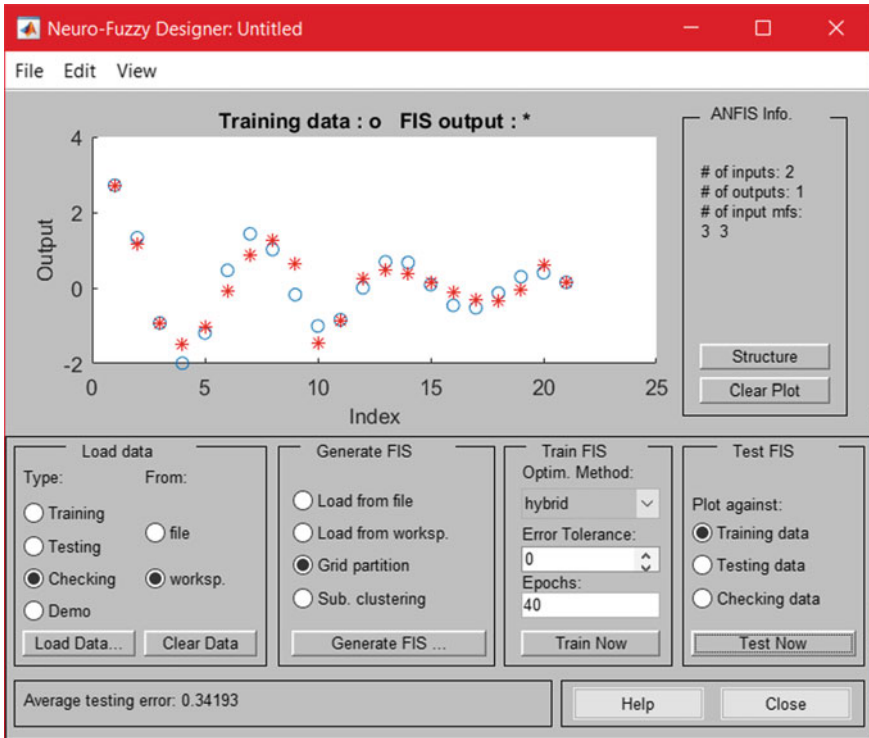 Neuro-Fuzzy Designer: Untitled
File Edit View
Training data : o FIS output : *
4
2
0
-2
Output
0 5 10 15 20 25
Index
ANFIS Info.
# of inputs: 2
# of outputs: 1
# of input mfs:
3 3
Structure
Clear Plot
Load data
Type: From:
Training
Testing
Checking
Demo
file
worksp.
Load Data... Clear Data
Generate FIS
Load from file
Load from worksp.
Grid partition
Sub. clustering
Generate FIS ...
Train FIS
Optim. Method:
hybrid
Error Tolerance:
0
Epochs:
40
Train Now
Test FIS
Plot against:
Training data
Testing data
Checking data
Test Now
Average testing error: 0.34193
Help Close